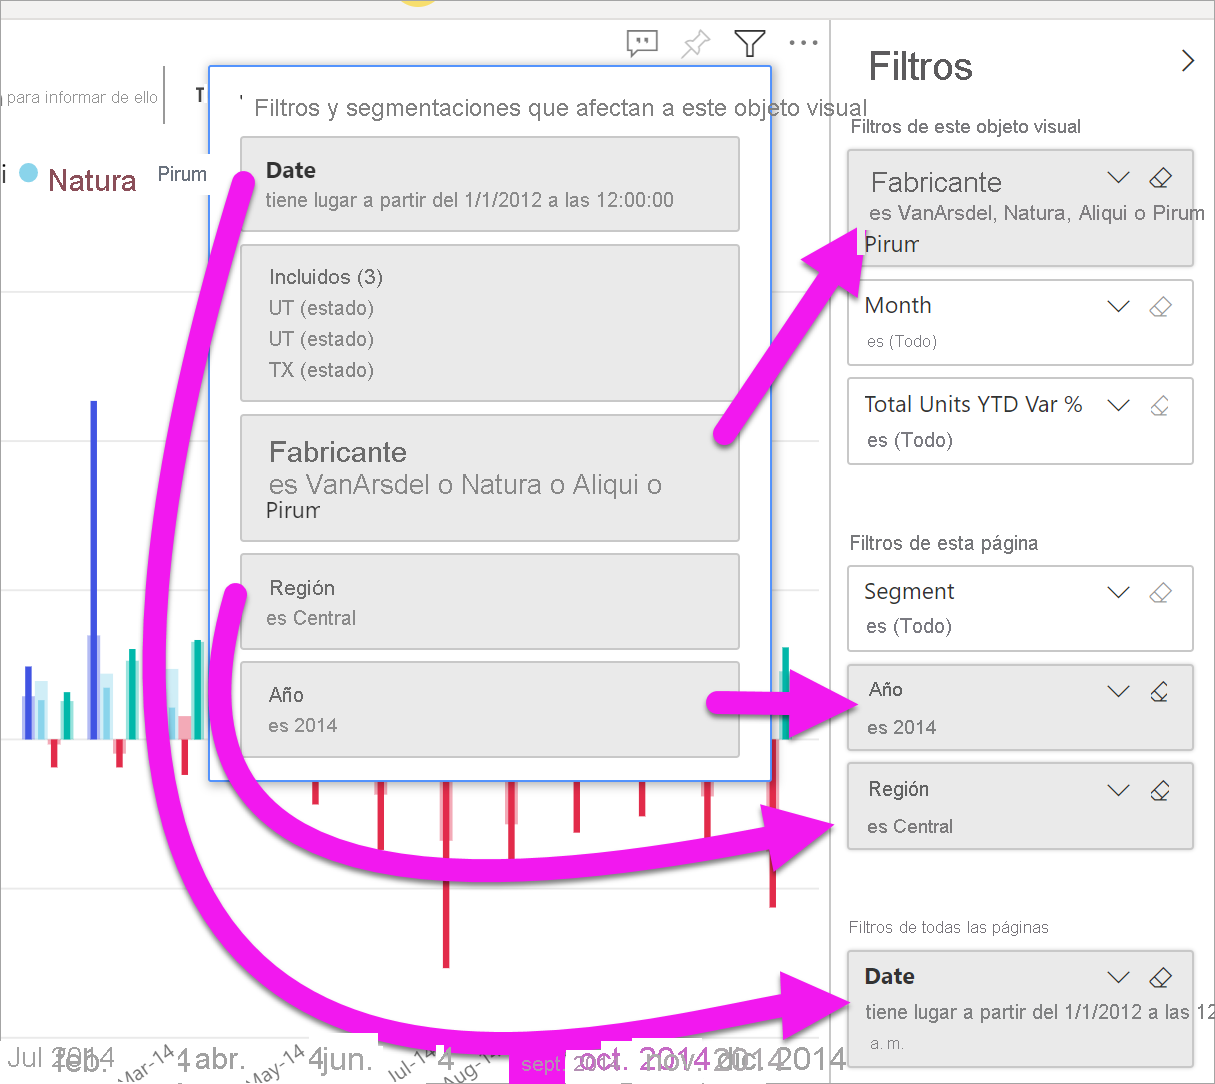 para informar de ello
T
Natura
Pirum
Filtros y segmentaciones que afectan a este objeto visual
Date
tiene lugar a partir del 1/1/2012 a las 12:00:00
Incluidos (3)
UT (estado)
UT (estado)
TX (estado)
Fabricante
es VanArsdel o Natura o Aliqui o
Pirum
Región
es Central
Año
es 2014
Filtros
Filtros de este objeto visual
Fabricante
es VanArsdel, Natura, Aliqui o Pirum
Pirum
Month
es (Todo)
Total Units YTD Var %
es (Todo)
Filtros de esta página
Segment
es (Todo)
Año
es 2014
Región
es Central
Filtros de todas las páginas
Date
tiene lugar a partir del 1/1/2012 a las 12
a. m.
Jul 2014 feb. Mar-14 abr. May-14 jun. Jul-14 Aug-14 sept. 2014 oct. 2014 nov. 2014 dic. 2014